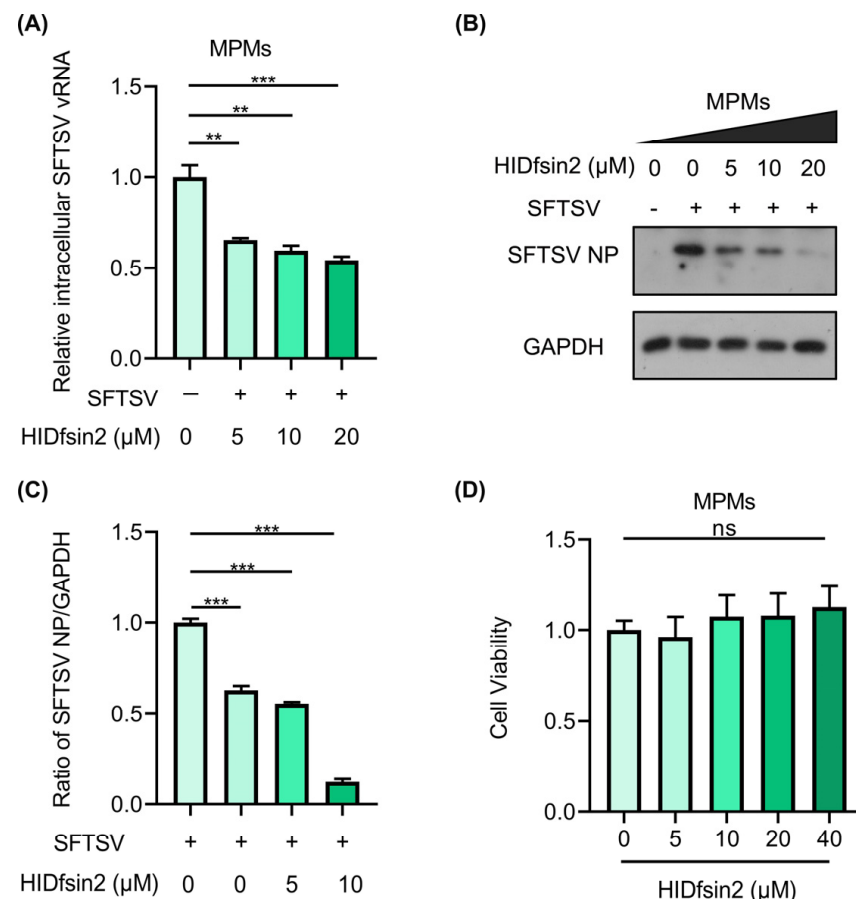 (A)
MPMs
Relative intracellular SFTSV vRNA
1.5
1.0
0.5
0.0
***
**
**
SFTSV – + + +
HIDfsin2 (µM) 0 5 10 20
(B)
MPMs
HIDfsin2 (µM) 0 0 5 10 20
SFTSV - + + + +
SFTSV NP
GAPDH
(C)
Ratio of SFTSV NP/GAPDH
1.5
1.0
0.5
0.0
***
***
***
SFTSV + + + +
HIDfsin2 (µM) 0 0 5 10
(D)
MPMs
ns
Cell Viability
1.5
1.0
0.5
0.0
0 5 10 20 40
HIDfsin2 (µM)